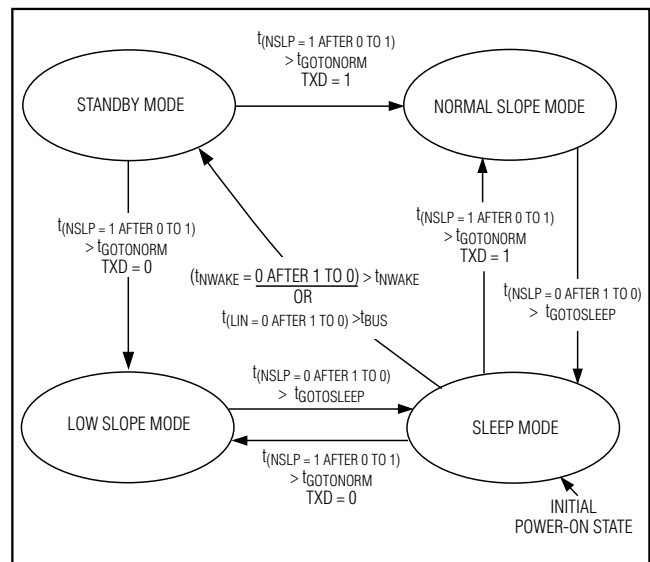 t(NSLP = 1 AFTER 0 TO 1)
> tGOTONORM
TXD = 1
STANDBY MODE
NORMAL SLOPE MODE
t(NSLP = 1 AFTER 0 TO 1)
> tGOTONORM
TXD = 0
t(NSLP = 1 AFTER 0 TO 1)
> tGOTONORM
TXD = 1
(tNWAKE = 0 AFTER 1 TO 0) > tNWAKE
OR
t(LIN = 0 AFTER 1 TO 0) >tBUS
t(NSLP = 0 AFTER 1 TO 0)
> tGOTOSLEEP
t(NSLP = 0 AFTER 1 TO 0)
> tGOTOSLEEP
LOW SLOPE MODE
SLEEP MODE
t(NSLP = 1 AFTER 0 TO 1)
> tGOTONORM
TXD = 0
INITIAL
POWER-ON STATE